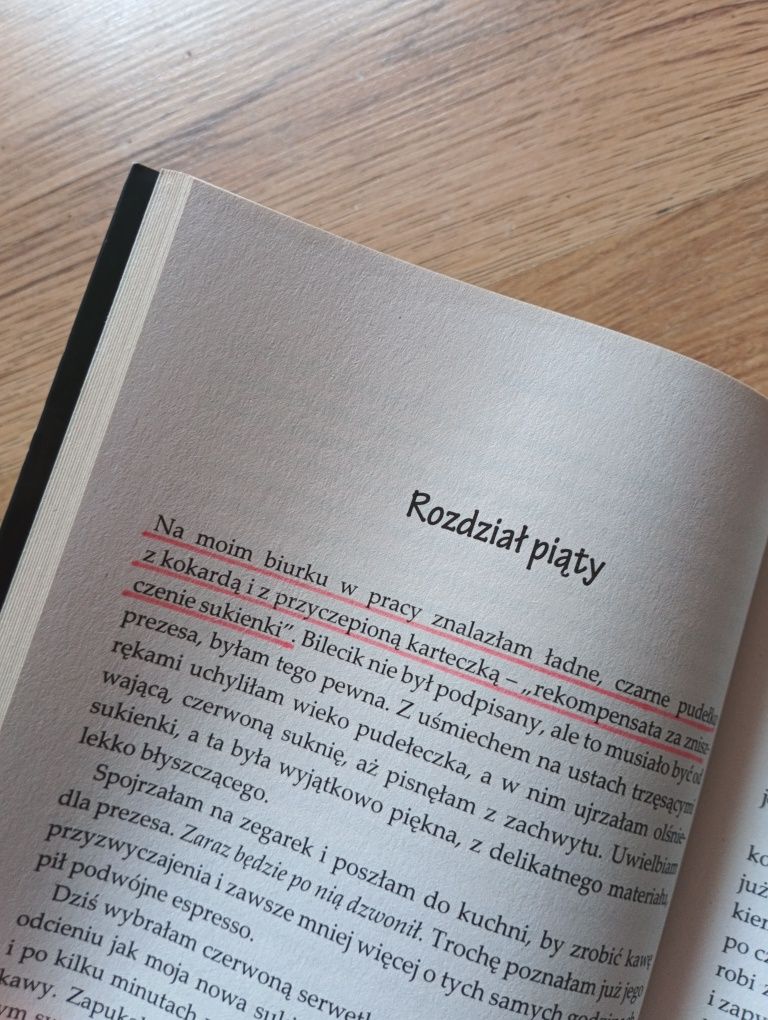 Rozdział piąty
Na moim biurku w pracy znalazłam ładne, czarne pudełko
z kokardą i z przyczepioną karteczką – „rekompensata za znisz-
czenie sukienki”. Bilecik nie był podpisany, ale to musiało być od
prezesa, byłam tego pewna. Z uśmiechem na ustach trzęsącymi
rękami uchyliłam wieko pudełeczka, a w nim ujrzałam olśnie-
wającą, czerwoną suknię, aż pisnęłam z zachwytu. Uwielbiam
sukienki, a ta była wyjątkowo piękna, z delikatnego materiału,
lekko błyszczącego.
Spojrzałam na zegarek i poszłam do kuchni, by zrobić kawę
dla prezesa. Zaraz będzie po nią dzwonił. Trochę poznałam już jego
przyzwyczajenia i zawsze mniej więcej o tych samych godzinach
pił podwójne espresso.
Dziś wybrałam czerwoną
odcieniu jak moja nowa
i po kilku minutach
kawy.
już
po
robi